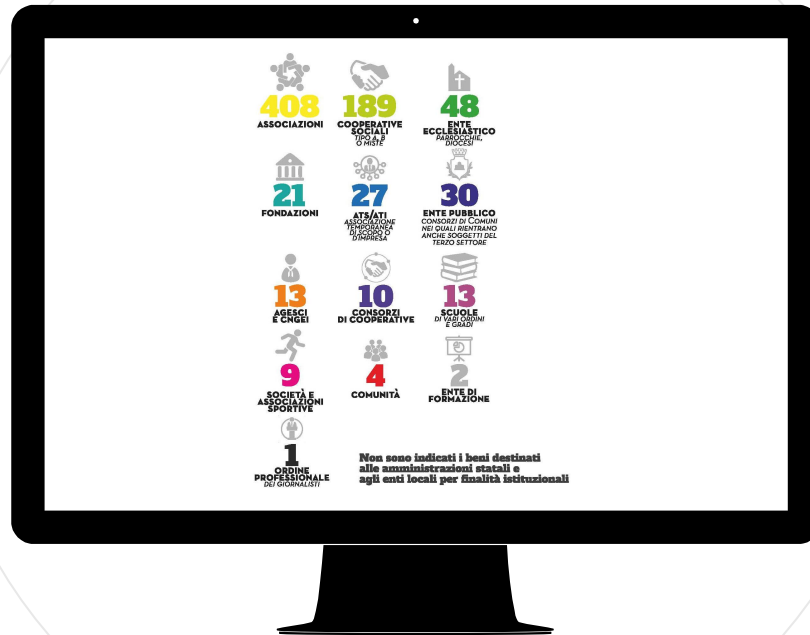 408
ASSOCIAZIONI
189
COOPERATIVE
SOCIALI
TIPO A, B
O MISTE
48
ENTE
ECCLESIASTICO
PARROCCHIE,
DIOCESI
21
FONDAZIONI
27
ATS/ATI
ASSOCIAZIONE
TEMPORANEA
DI SCOPO O
D'IMPRESA
30
ENTE PUBBLICO
CONSORZI DI COMUNI
NEI QUALI RIENTRANO
ANCHE SOGGETTI DEL
TERZO SETTORE
13
AGESCI
E CNGEI
10
CONSORZI
DI COOPERATIVE
13
SCUOLE
DI VARI ORDINI
E GRADI
9
SOCIETÀ E
ASSOCIAZIONI
SPORTIVE
4
COMUNITÀ
2
ENTE DI
FORMAZIONE
1
ORDINE
PROFESSIONALE
DEI GIORNALISTI
Non sono indicati i beni destinati
alle amministrazioni statali e
agli enti locali per finalità istituzionali